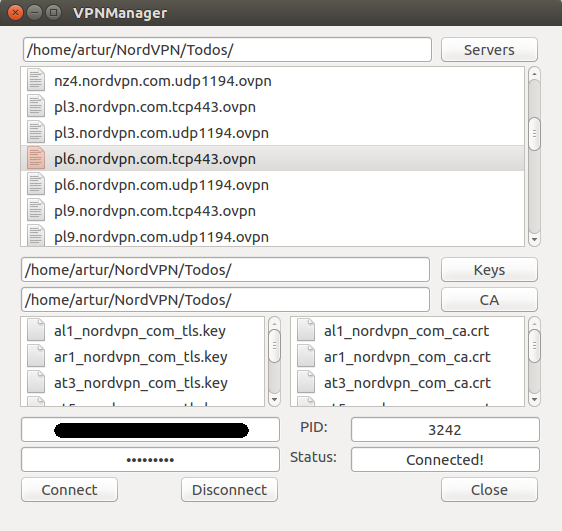 VPNManager
/home/artur/NordVPN/Todos/
Servers
nz4.nordvpn.com.udp1194.ovpn
pl3.nordvpn.com.tcp443.ovpn
pl3.nordvpn.com.udp1194.ovpn
pl6.nordvpn.com.tcp443.ovpn
pl6.nordvpn.com.udp1194.ovpn
pl9.nordvpn.com.tcp443.ovpn
pl9.nordvpn.com.udp1194.ovpn
/home/artur/NordVPN/Todos/
Keys
/home/artur/NordVPN/Todos/
CA
al1_nordvpn_com_tls.key
ar1_nordvpn_com_tls.key
at3_nordvpn_com_tls.key
al1_nordvpn_com_ca.crt
ar1_nordvpn_com_ca.crt
at3_nordvpn_com_ca.crt
PID:
3242
•••••••••
Status:
Connected!
Connect
Disconnect
Close